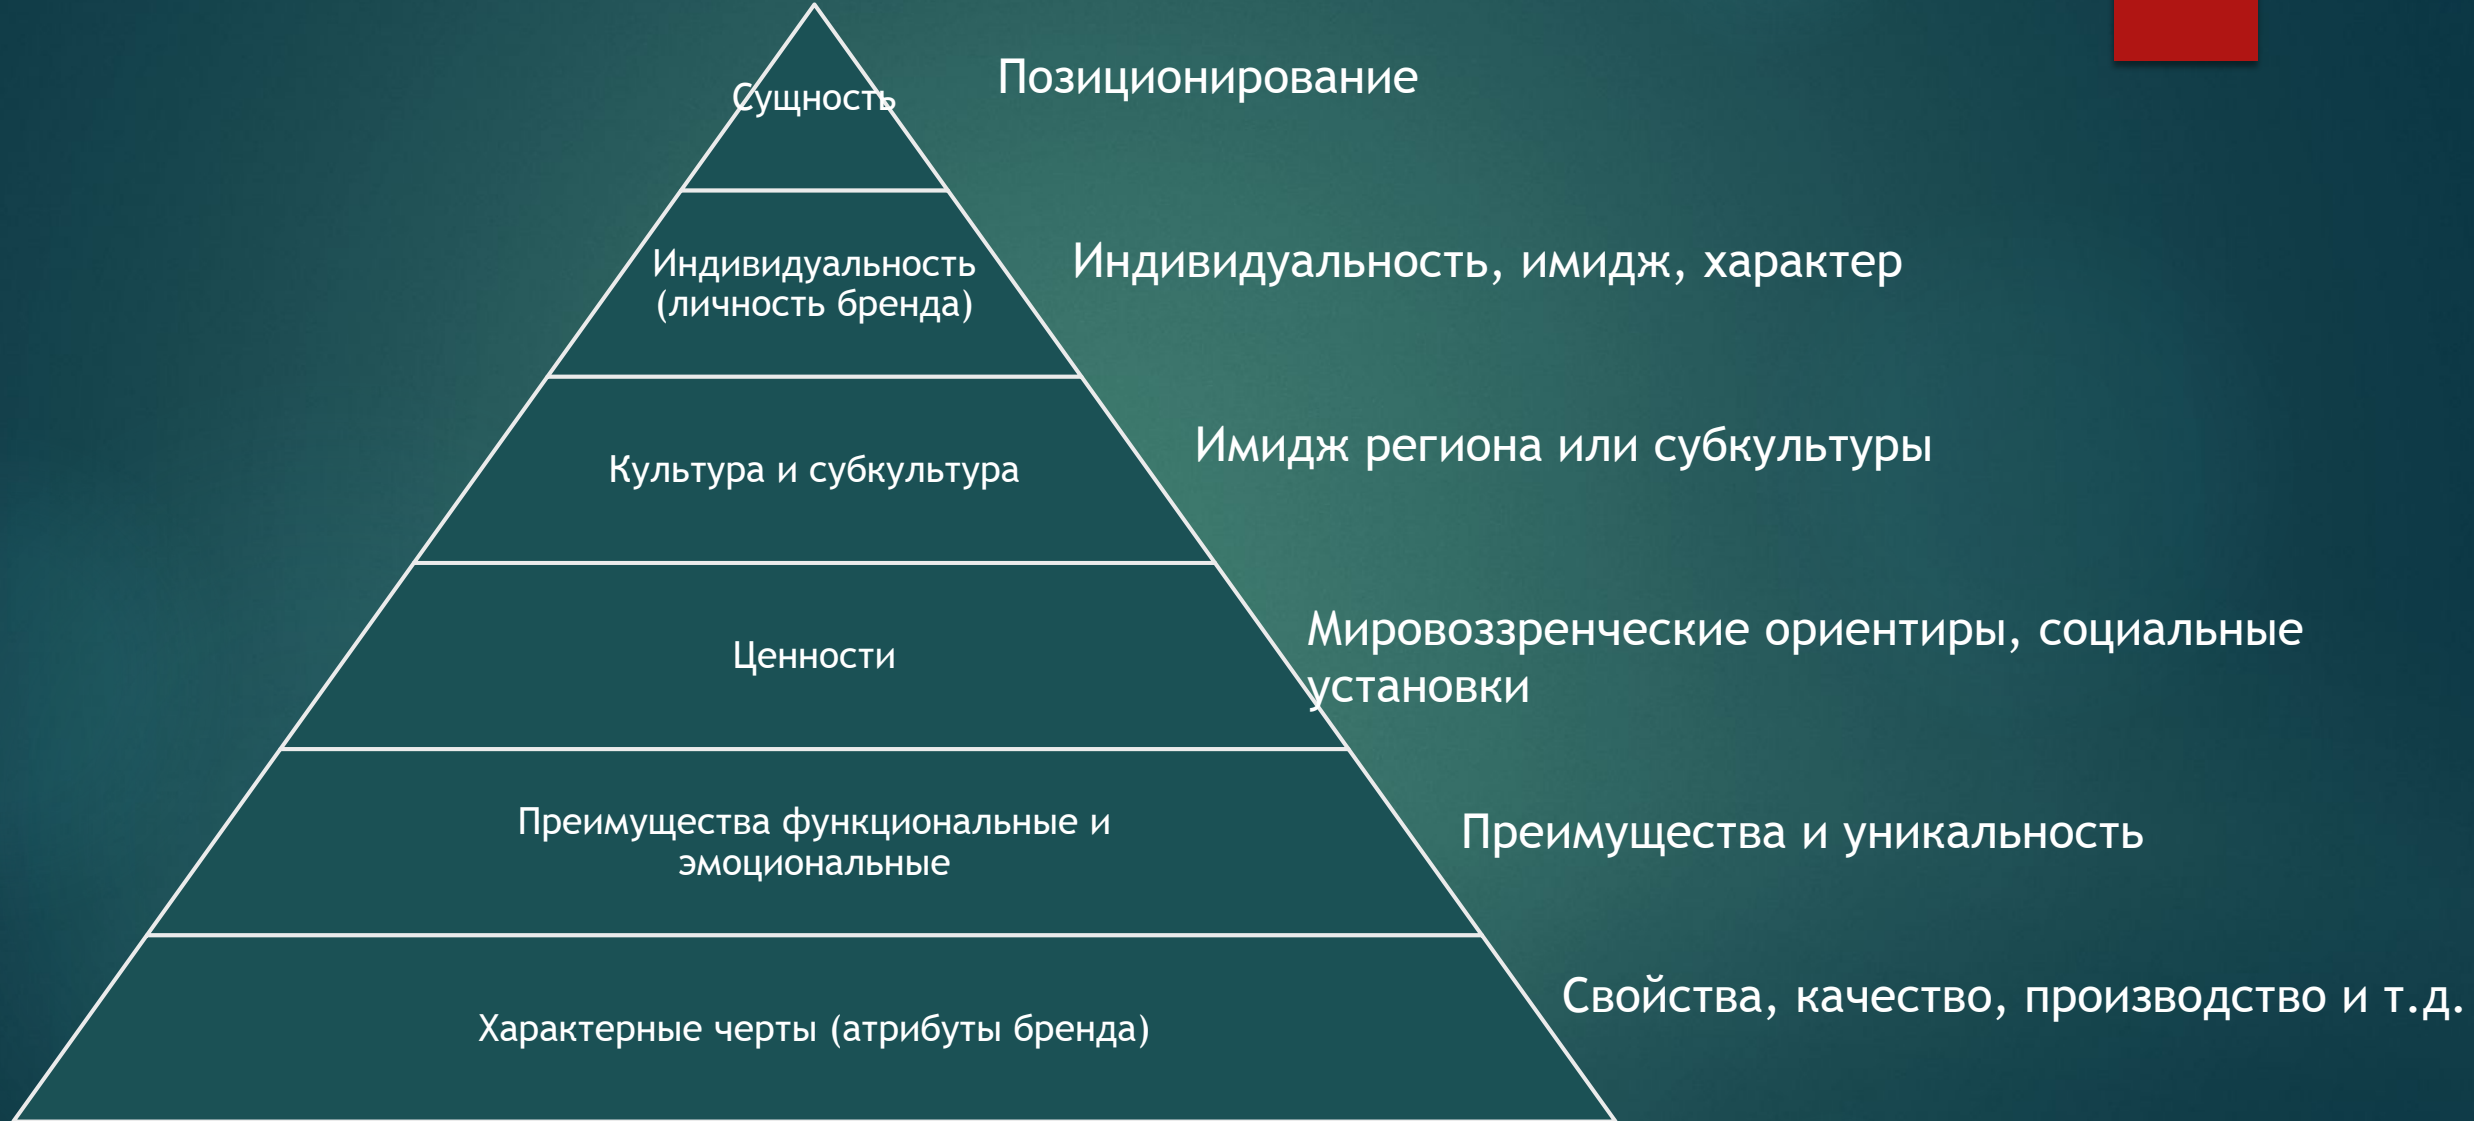 Сущность
Позиционирование
Индивидуальность
(личность бренда)
Индивидуальность, имидж, характер
Культура и субкультура
Имидж региона или субкультуры
Ценности
Мировоззренческие ориентиры, социальные
установки
Преимущества функциональные и
эмоциональные
Преимущества и уникальность
Характерные черты (атрибуты бренда)
Свойства, качество, производство и т.д.